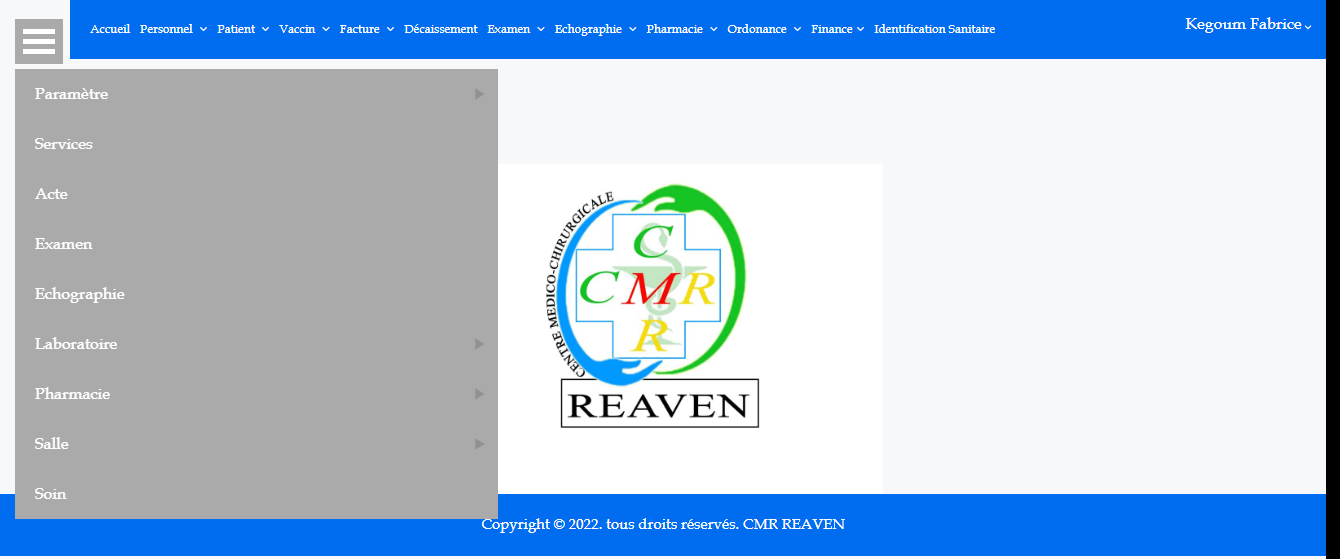 Accueil Personnel Patient Vaccin Facture Décaissement Examen Echographie Pharmacie Ordonance Finance Identification Sanitaire
Kegoum Fabrice
Paramètre
Services
Acte
Examen
Echographie
Laboratoire
Pharmacie
Salle
Soin
CENTRE MEDICO-CHIRURGICALE
C
C M R
R
REAVEN
Copyright © 2022. tous droits réservés. CMR REAVEN